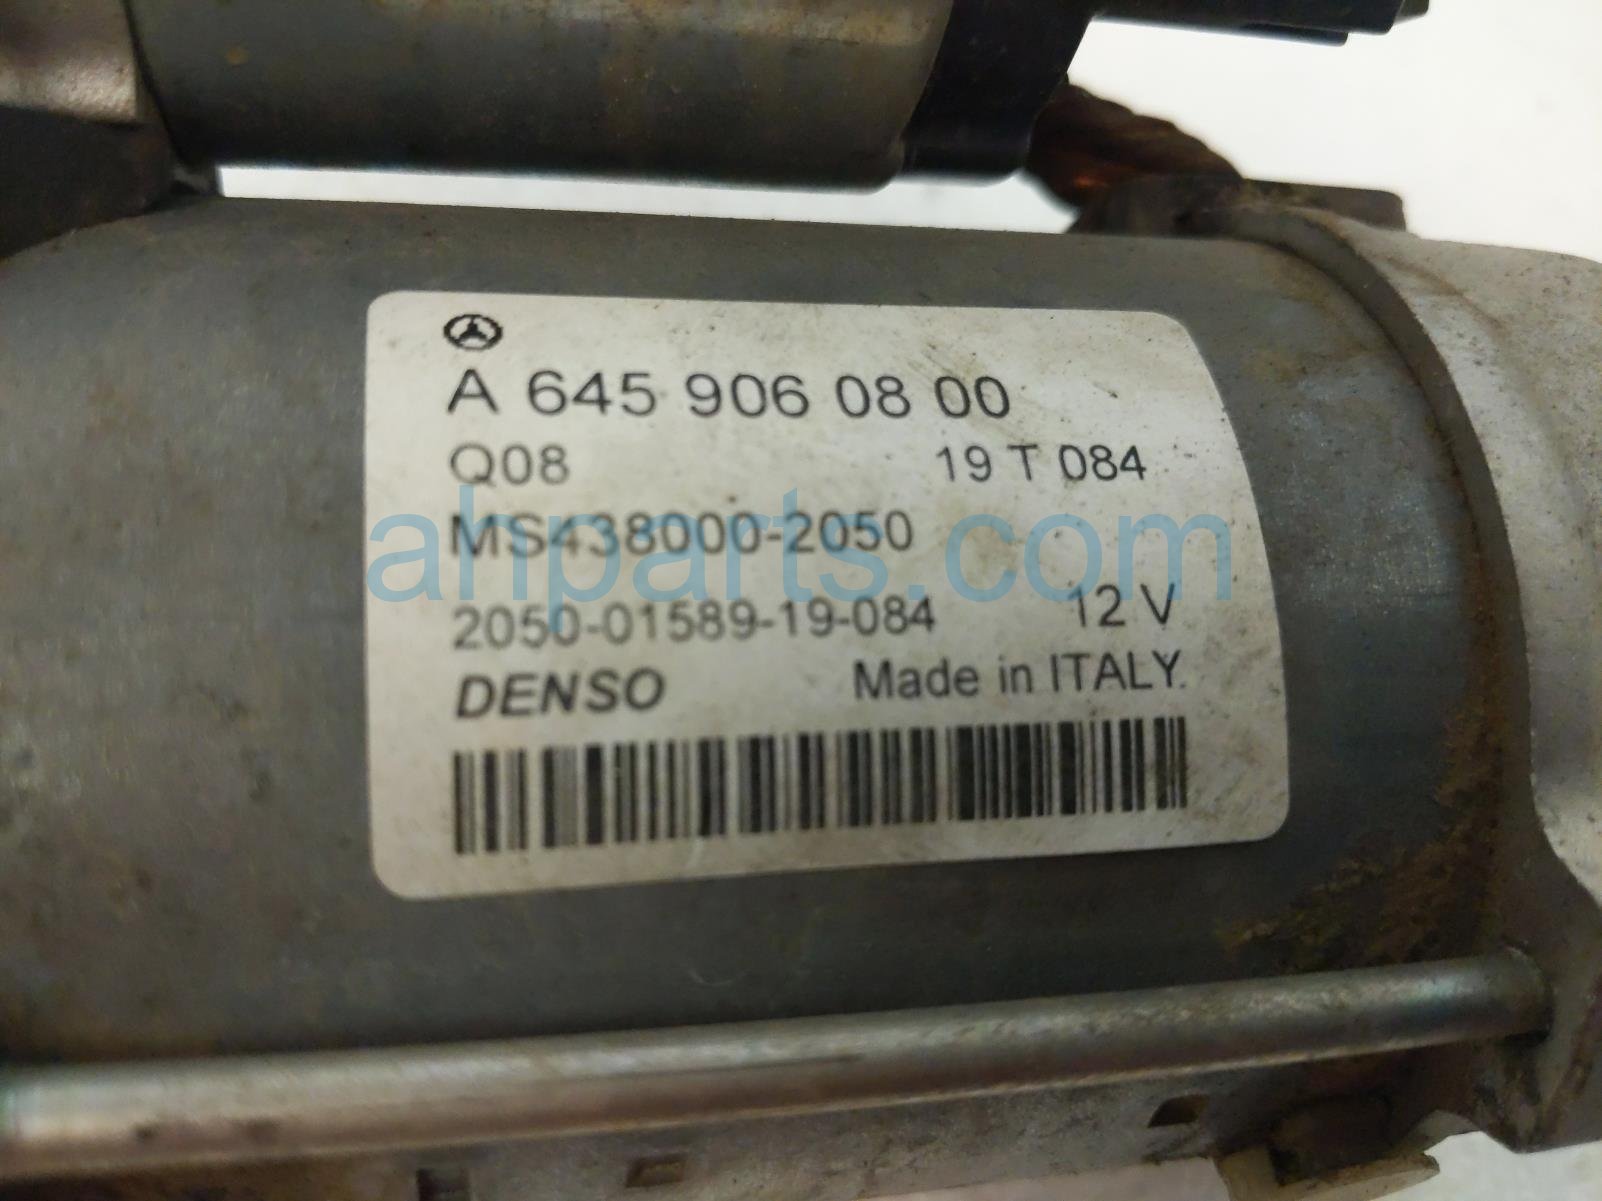 A 645 906 08 00
Q08 19 T 084
MS438000-2050
ahparts.com
2050-01589-19-084 12 V
DENSO Made in ITALY.